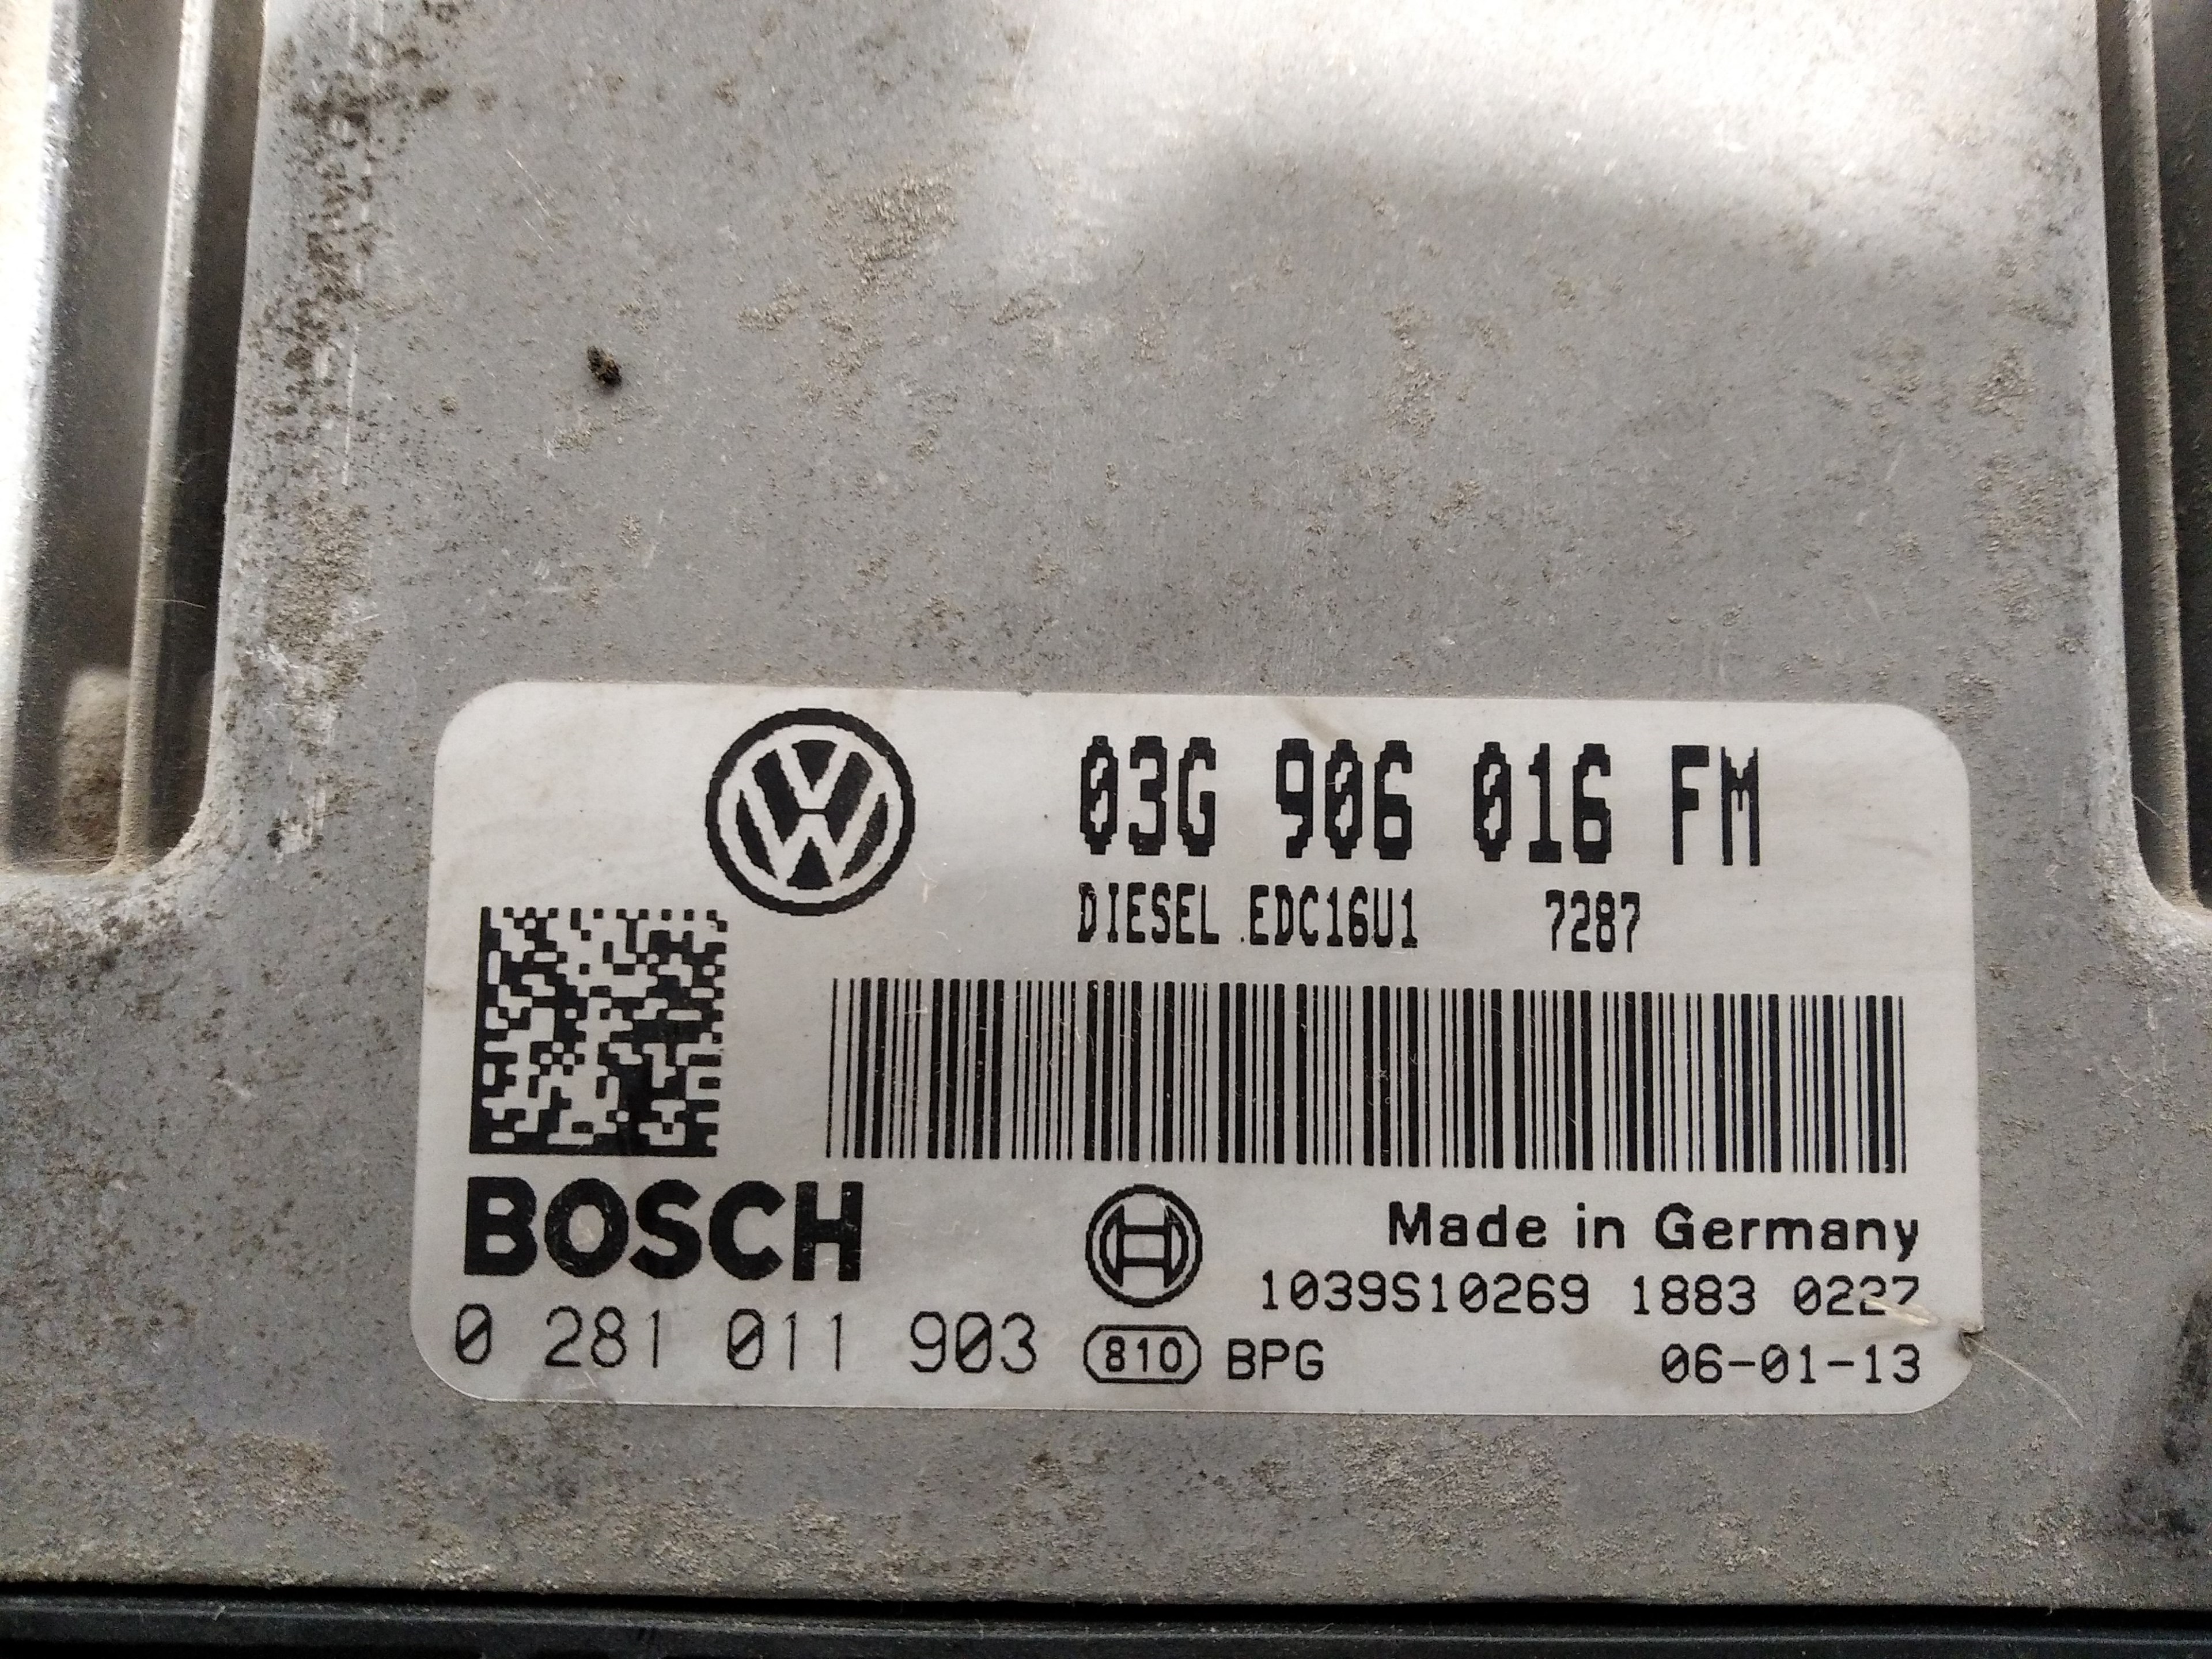 03G 906 016 FM
DIESEL EDC16U1 7287
BOSCH
Made in Germany
1039S10269 1883 0227
0 281 011 903
810 BPG
06-01-13